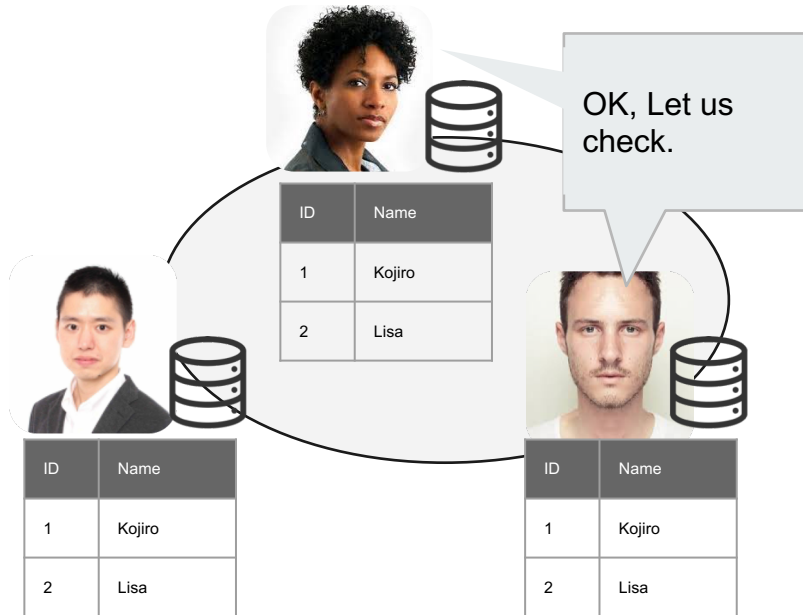 OK, Let us
check.
ID Name
1 Kojiro
2 Lisa
ID Name
1 Kojiro
2 Lisa
ID Name
1 Kojiro
2 Lisa